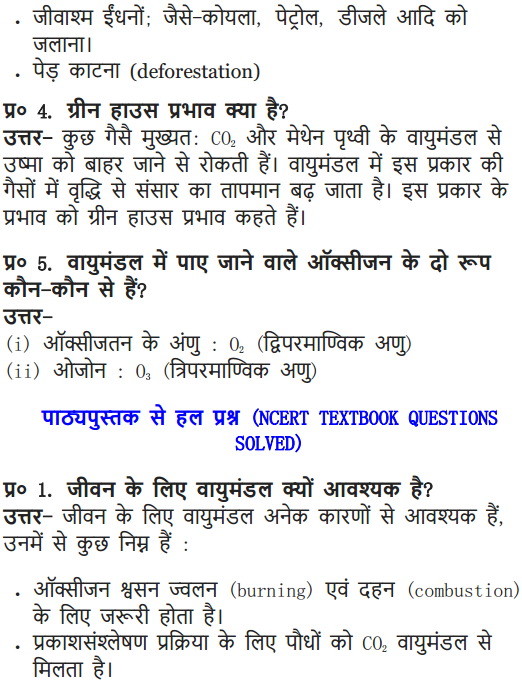 • जीवाश्म ईंधनों; जैसे-कोयला, पेट्रोल, डीजले आदि को
जलाना।
• पेड़ काटना (deforestation)
प्र० 4. ग्रीन हाउस प्रभाव क्या है?
उत्तर- कुछ गैसै मुख्यत: CO₂ और मेथेन पृथ्वी के वायुमंडल से
उष्मा को बाहर जाने से रोकती हैं। वायुमंडल में इस प्रकार की
गैसों में वृद्धि से संसार का तापमान बढ़ जाता है। इस प्रकार के
प्रभाव को ग्रीन हाउस प्रभाव कहते हैं।
प्र० 5. वायुमंडल में पाए जाने वाले ऑक्सीजन के दो रूप
कौन-कौन से हैं?
उत्तर-
(i) ऑक्सीजतन के अंणु : O₂ (द्विपरमाण्विक अणु)
(ii) ओजोन : O₃ (त्रिपरमाण्विक अणु)
पाठ्यपुस्तक से हल प्रश्न (NCERT TEXTBOOK QUESTIONS
SOLVED)
प्र० 1. जीवन के लिए वायुमंडल क्यों आवश्यक है?
उत्तर- जीवन के लिए वायुमंडल अनेक कारणों से आवश्यक हैं,
उनमें से कुछ निम्न हैं :
• ऑक्सीजन श्वसन ज्वलन (burning) एवं दहन (combustion)
के लिए जरूरी होता है।
• प्रकाशसंश्लेषण प्रक्रिया के लिए पौधों को CO₂ वायुमंडल से
मिलता है।